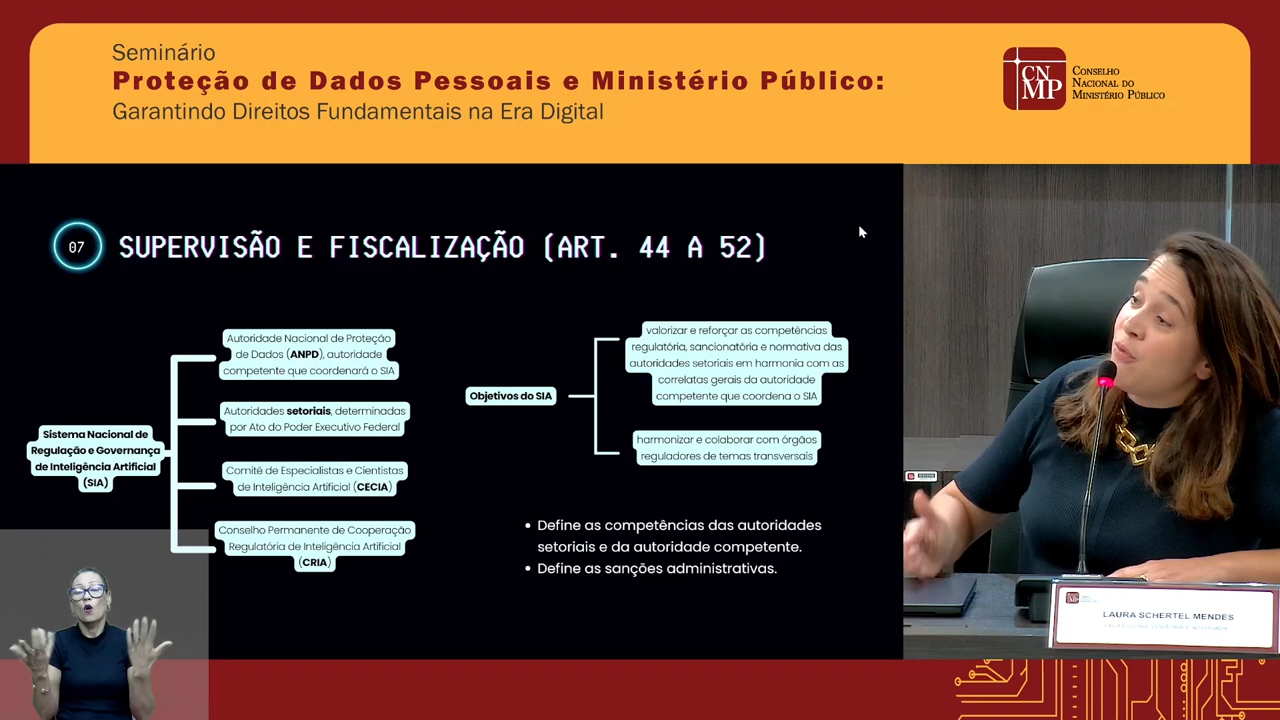 Seminário
Proteção de Dados Pessoais e Ministério Público:
Garantindo Direitos Fundamentais na Era Digital
CN
MP
Conselho
Nacional do
Ministério Público
07
SUPERVISÃO E FISCALIZAÇÃO (ART. 44 A 52)
Sistema Nacional de
Regulação e Governança
de Inteligência Artificial
(SIA)
Autoridade Nacional de Proteção
de Dados (ANPD), autoridade
competente que coordenará o SIA
Autoridades setoriais, determinadas
por Ato do Poder Executivo Federal
Comitê de Especialistas e Cientistas
de Inteligência Artificial (CECIA)
Conselho Permanente de Cooperação
Regulatória de Inteligência Artificial
(CRIA)
Objetivos do SIA
valorizar e reforçar as competências
regulatória, sancionatória e normativa das
autoridades setoriais em harmonia com as
correlatas gerais da autoridade
competente que coordena o SIA
harmonizar e colaborar com órgãos
reguladores de temas transversais
• Define as competências das autoridades
setoriais e da autoridade competente.
• Define as sanções administrativas.
LAURA SCHERTEL MENDES